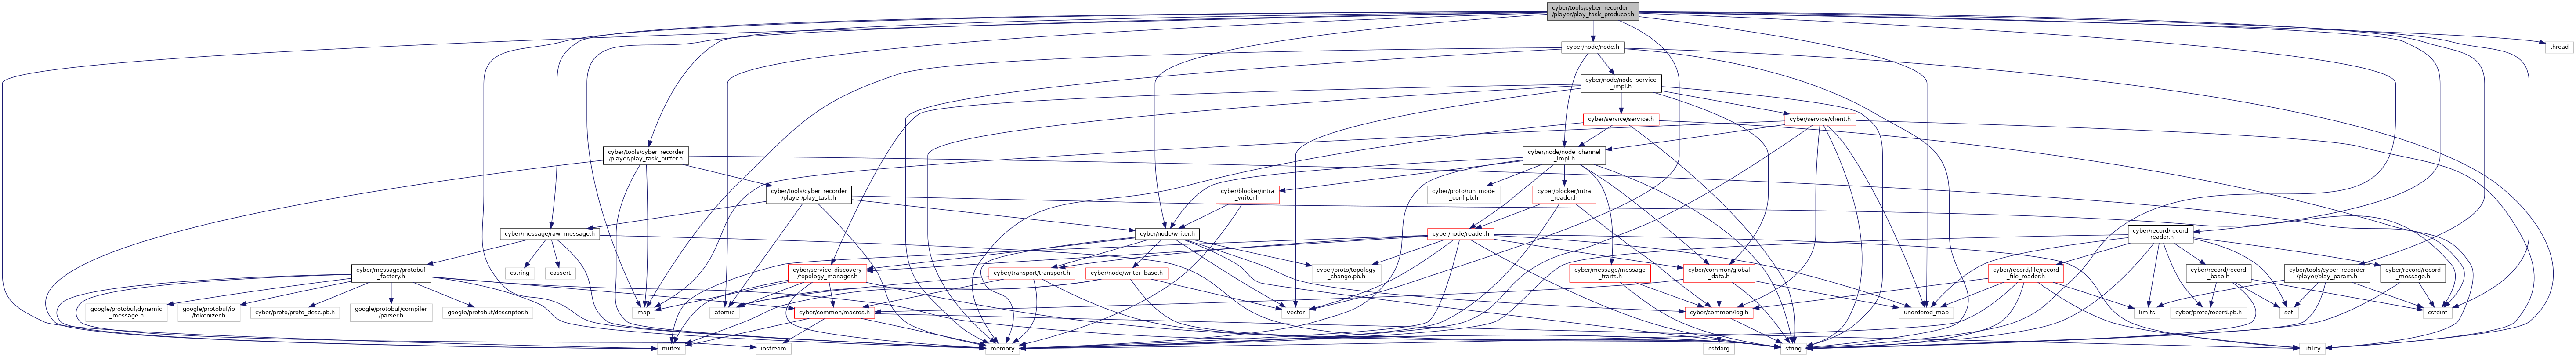 cyber/tools/cyber_recorder
/player/play_task_producer.h
thread
cyber/node/node.h
cyber/node/node_service
_impl.h
cyber/service/service.h
cyber/service/client.h
cyber/tools/cyber_recorder
/player/play_task_buffer.h
cyber/node/node_channel
_impl.h
cyber/tools/cyber_recorder
/player/play_task.h
cyber/blocker/intra
_writer.h
cyber/proto/run_mode
_conf.pb.h
cyber/blocker/intra
_reader.h
cyber/message/raw_message.h
cyber/node/writer.h
cyber/node/reader.h
cyber/record/record
_reader.h
cyber/message/protobuf
_factory.h
cstring
cassert
cyber/service_discovery
/topology_manager.h
cyber/transport/transport.h
cyber/node/writer_base.h
cyber/proto/topology
_change.pb.h
cyber/message/message
_traits.h
cyber/common/global
_data.h
cyber/record/file/record
_file_reader.h
cyber/record/record
_base.h
cyber/tools/cyber_recorder
/player/play_param.h
cyber/record/record
_message.h
google/protobuf/dynamic
_message.h
google/protobuf/io
/tokenizer.h
cyber/proto/proto_desc.pb.h
google/protobuf/compiler
/parser.h
google/protobuf/descriptor.h
map
atomic
cyber/common/macros.h
vector
cyber/common/log.h
unordered_map
limits
cyber/proto/record.pb.h
set
cstdint
mutex
iostream
memory
cstdarg
string
utility